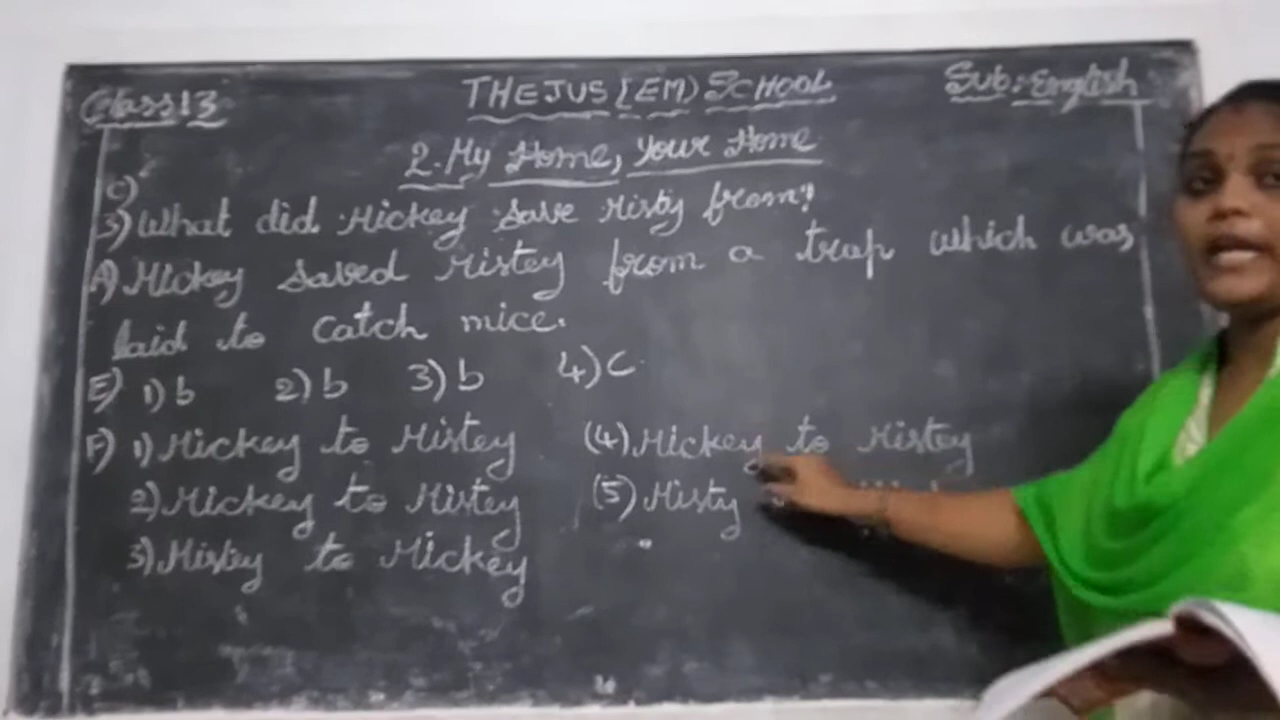 Class: 3
THEJUS (EM) SCHOOL
Sub: English
2. My Home, Your Home
C)
3) What did Mickey save Misty from?
A) Mickey saved Mistey from a trap which was
laid to catch mice.
E) 1) b 2) b 3) b 4) c
F) 1) Mickey to Mistey (4) Mickey to Mistey
2) Mickey to Mistey (5) Misty
3) Mistey to Mickey